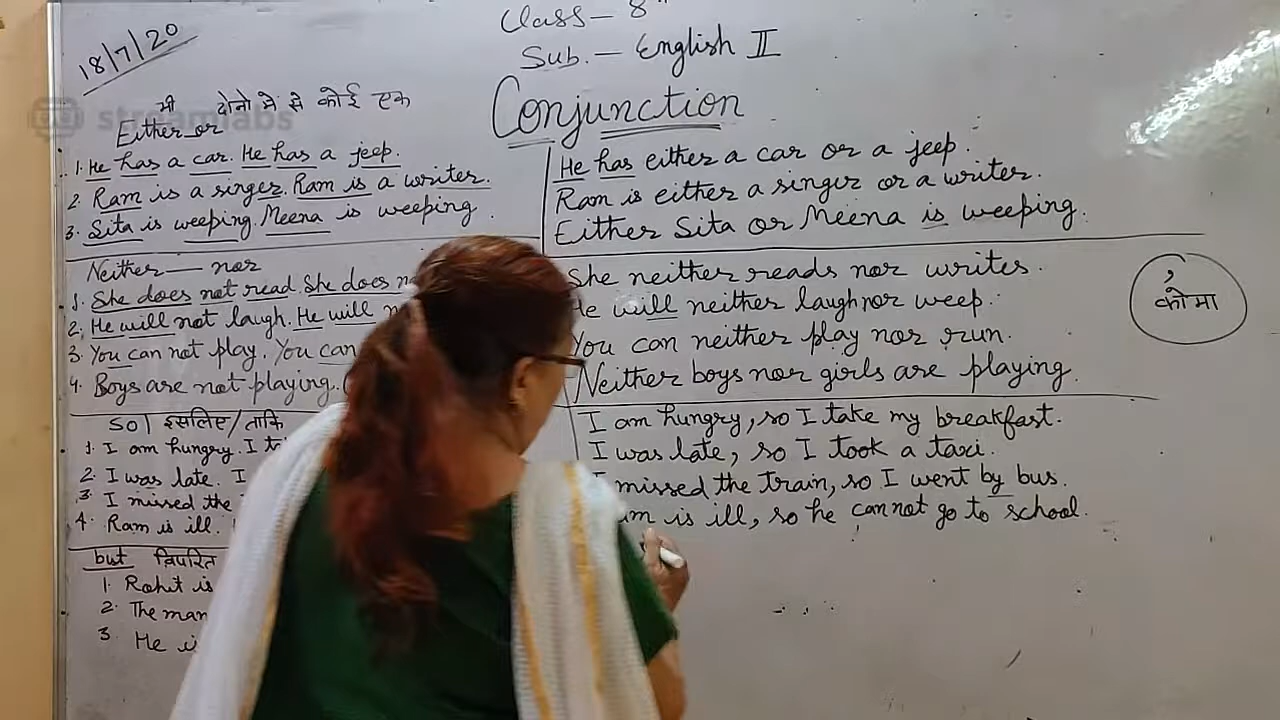 18/7/20
Class - 8
Sub. - English II
Conjunction
streamlabs
भी दोनो मे से कोई एक
Either or
1. He has a car. He has a jeep.
2. Ram is a singer. Ram is a writer.
3. Sita is weeping. Meena is weeping.
He has either a car or a jeep.
Ram is either a singer or a writer.
Either Sita or Meena is weeping.
Neither — nor
1. She does not read. She does
2. He will not laugh. He will
3. You can not play. You can
4. Boys are not playing.
She neither reads nor writes.
He will neither laugh nor weep.
You can neither play nor run.
Neither boys nor girls are playing.
,
कोमा
so | इसलिए/ताकि
1. I am hungry. I
2. I was late. I
3. I missed the
4. Ram is ill.
I am hungry, so I take my breakfast.
I was late, so I took a taxi.
I missed the train, so I went by bus.
is ill, so he can not go to school.
but विपरित
1. Rohit is
2. The man
3. He